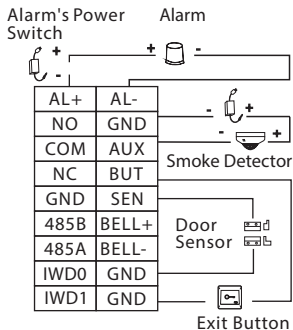 Alarm's Power Switch
Alarm
+ -
+ -
AL+ AL-
NO GND
COM AUX
NC BUT
GND SEN
485B BELL+
485A BELL-
IWD0 GND
IWD1 GND
- +
- +
Smoke Detector
Door Sensor
Exit Button